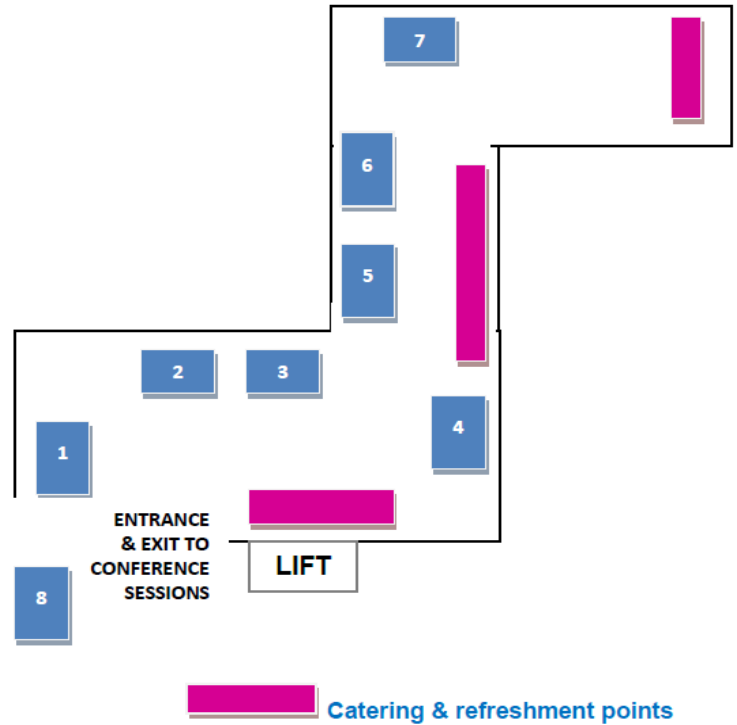 7
6
5
2
3
4
1
ENTRANCE
& EXIT TO
CONFERENCE
SESSIONS
LIFT
8
Catering & refreshment points